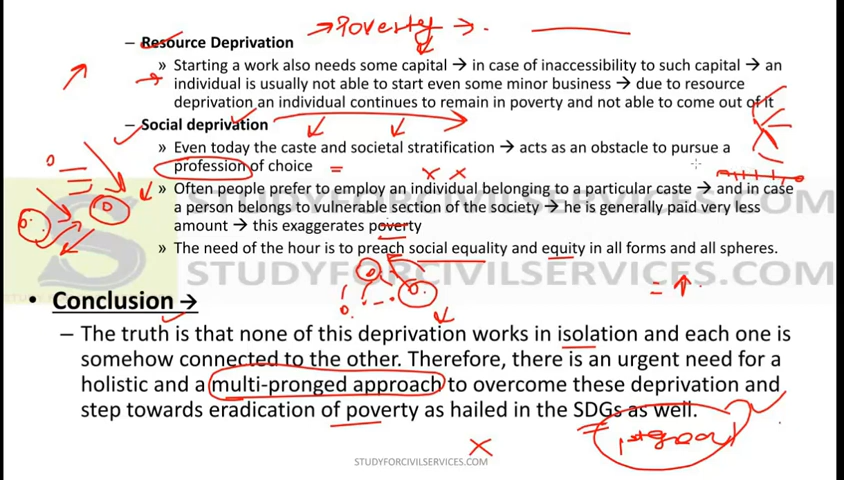 →Poverty →.
– Resource Deprivation
» Starting a work also needs some capital → in case of inaccessibility to such capital → an
individual is usually not able to start even some minor business → due to resource
deprivation an individual continues to remain in poverty and not able to come out of it
– Social deprivation
» Even today the caste and societal stratification → acts as an obstacle to pursue a
profession of choice
» Often people prefer to employ an individual belonging to a particular caste → and in case
a person belongs to vulnerable section of the society → he is generally paid very less
amount → this exaggerates poverty
» The need of the hour is to preach social equality and equity in all forms and all spheres.
STUDYFORCIVILSERVICES.COM
STUDYFORCIVILSERVICES.COM
• Conclusion →
– The truth is that none of this deprivation works in isolation and each one is
somehow connected to the other. Therefore, there is an urgent need for a
holistic and a multi-pronged approach to overcome these deprivation and
step towards eradication of poverty as hailed in the SDGs as well.
STUDYFORCIVILSERVICES.COM